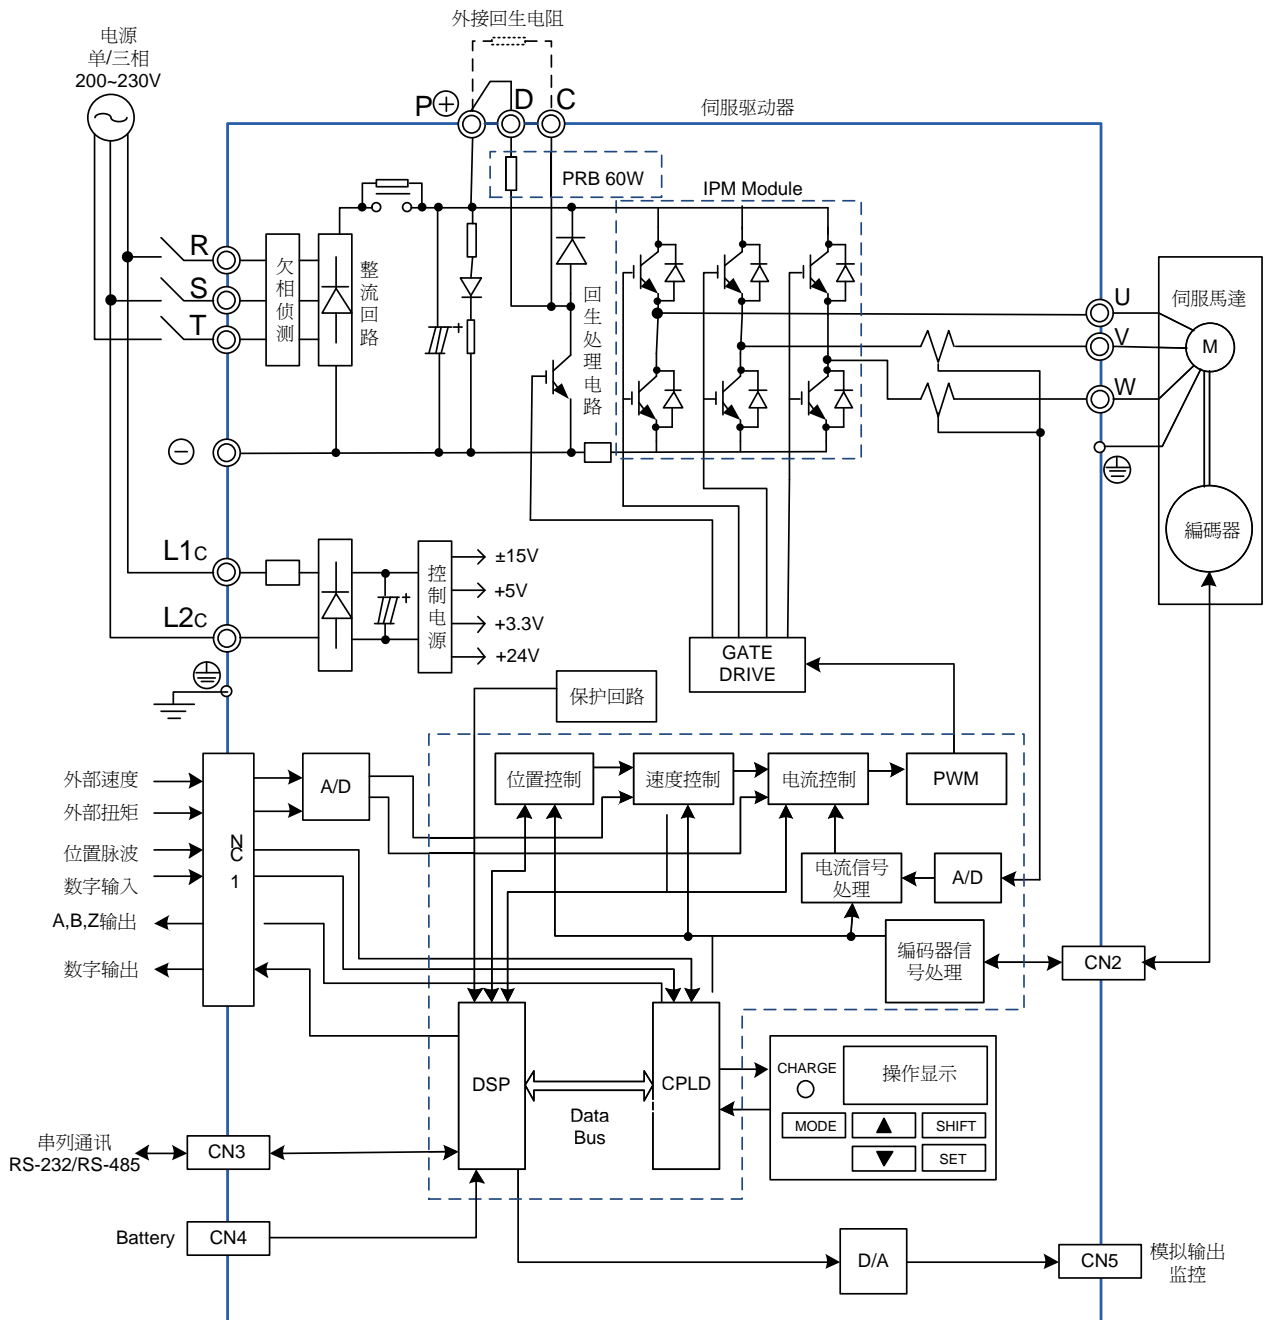 外接回生电阻
电源
单/三相
200~230V
P⊕
D
C
伺服驱动器
PRB 60W
IPM Module
R
S
T
欠相侦测
整流回路
回生处理电路
U
V
W
伺服馬達
M
編碼器
L1C
L2C
控制电源
±15V
+5V
+3.3V
+24V
GATE
DRIVE
保护回路
外部速度
外部扭矩
位置脉波
数字输入
A,B,Z输出
数字输出
NC
1
A/D
位置控制
速度控制
电流控制
PWM
电流信号
处理
A/D
编码器信
号处理
CN2
DSP
Data
Bus
CPLD
CHARGE
操作显示
MODE
▲
SHIFT
▼
SET
串列通讯
RS-232/RS-485
CN3
Battery
CN4
D/A
CN5
模拟输出
监控